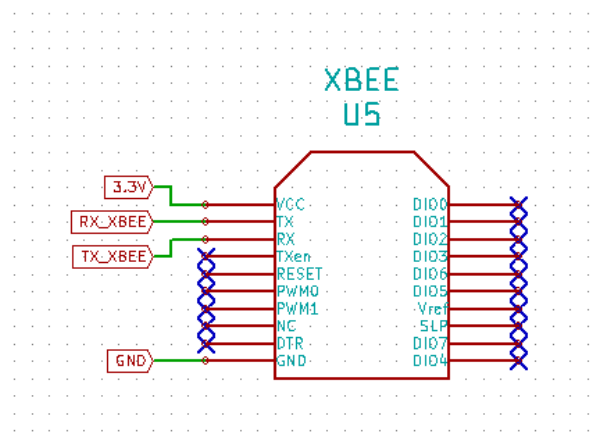 XBEE
U5
3.3V
RX_XBEE
TX_XBEE
GND
VCC
TX
RX
TXen
RESET
PWM0
PWM1
NC
DTR
GND
DIO0
DIO1
DIO2
DIO3
DIO6
DIO5
Vref
SLP
DIO7
DIO4